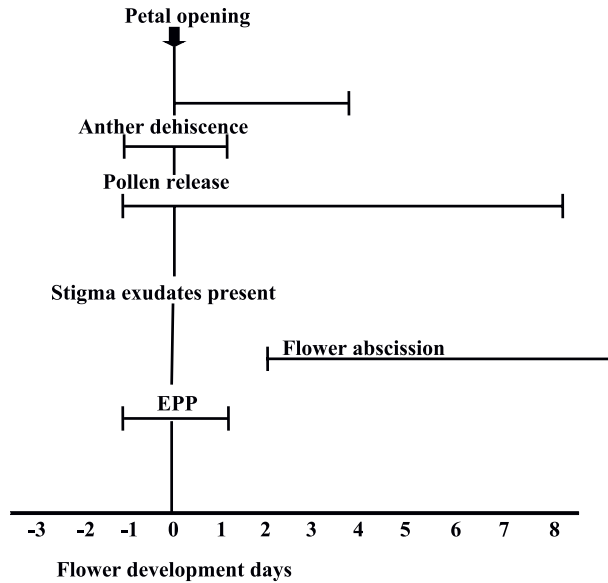 Petal opening
Anther dehiscence
Pollen release
Stigma exudates present
Flower abscission
EPP
-3 -2 -1 0 1 2 3 4 5 6 7 8
Flower development days